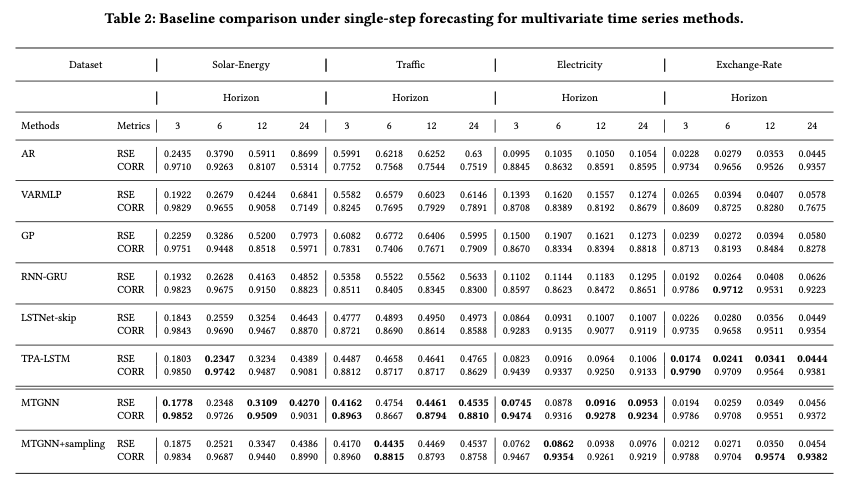 Table 2: Baseline comparison under single-step forecasting for multivariate time series methods.
Dataset Solar-Energy Traffic Electricity Exchange-Rate
Horizon Horizon Horizon Horizon
Methods Metrics 3 6 12 24 3 6 12 24 3 6 12 24 3 6 12 24
AR RSE 0.2435 0.3790 0.5911 0.8699 0.5991 0.6218 0.6252 0.63 0.0995 0.1035 0.1050 0.1054 0.0228 0.0279 0.0353 0.0445
CORR 0.9710 0.9263 0.8107 0.5314 0.7752 0.7568 0.7544 0.7519 0.8845 0.8632 0.8591 0.8595 0.9734 0.9656 0.9526 0.9357
VARMLP RSE 0.1922 0.2679 0.4244 0.6841 0.5582 0.6579 0.6023 0.6146 0.1393 0.1620 0.1557 0.1274 0.0265 0.0394 0.0407 0.0578
CORR 0.9829 0.9655 0.9058 0.7149 0.8245 0.7695 0.7929 0.7891 0.8708 0.8389 0.8192 0.8679 0.8609 0.8725 0.8280 0.7675
GP RSE 0.2259 0.3286 0.5200 0.7973 0.6082 0.6772 0.6406 0.5995 0.1500 0.1907 0.1621 0.1273 0.0239 0.0272 0.0394 0.0580
CORR 0.9751 0.9448 0.8518 0.5971 0.7831 0.7406 0.7671 0.7909 0.8670 0.8334 0.8394 0.8818 0.8713 0.8193 0.8484 0.8278
RNN-GRU RSE 0.1932 0.2628 0.4163 0.4852 0.5358 0.5522 0.5562 0.5633 0.1102 0.1144 0.1183 0.1295 0.0192 0.0264 0.0408 0.0626
CORR 0.9823 0.9675 0.9150 0.8823 0.8511 0.8405 0.8345 0.8300 0.8597 0.8623 0.8472 0.8651 0.9786 0.9712 0.9531 0.9223
LSTNet-skip RSE 0.1843 0.2559 0.3254 0.4643 0.4777 0.4893 0.4950 0.4973 0.0864 0.0931 0.1007 0.1007 0.0226 0.0280 0.0356 0.0449
CORR 0.9843 0.9690 0.9467 0.8870 0.8721 0.8690 0.8614 0.8588 0.9283 0.9135 0.9077 0.9119 0.9735 0.9658 0.9511 0.9354
TPA-LSTM RSE 0.1803 0.2347 0.3234 0.4389 0.4487 0.4658 0.4641 0.4765 0.0823 0.0916 0.0964 0.1006 0.0174 0.0241 0.0341 0.0444
CORR 0.9850 0.9742 0.9487 0.9081 0.8812 0.8717 0.8717 0.8629 0.9439 0.9337 0.9250 0.9133 0.9790 0.9709 0.9564 0.9381
MTGNN RSE 0.1778 0.2348 0.3109 0.4270 0.4162 0.4754 0.4461 0.4535 0.0745 0.0878 0.0916 0.0953 0.0194 0.0259 0.0349 0.0456
CORR 0.9852 0.9726 0.9509 0.9031 0.8963 0.8667 0.8794 0.8810 0.9474 0.9316 0.9278 0.9234 0.9786 0.9708 0.9551 0.9372
MTGNN+sampling RSE 0.1875 0.2521 0.3347 0.4386 0.4170 0.4435 0.4469 0.4537 0.0762 0.0862 0.0938 0.0976 0.0212 0.0271 0.0350 0.0454
CORR 0.9834 0.9687 0.9440 0.8990 0.8960 0.8815 0.8793 0.8758 0.9467 0.9354 0.9261 0.9219 0.9788 0.9704 0.9574 0.9382